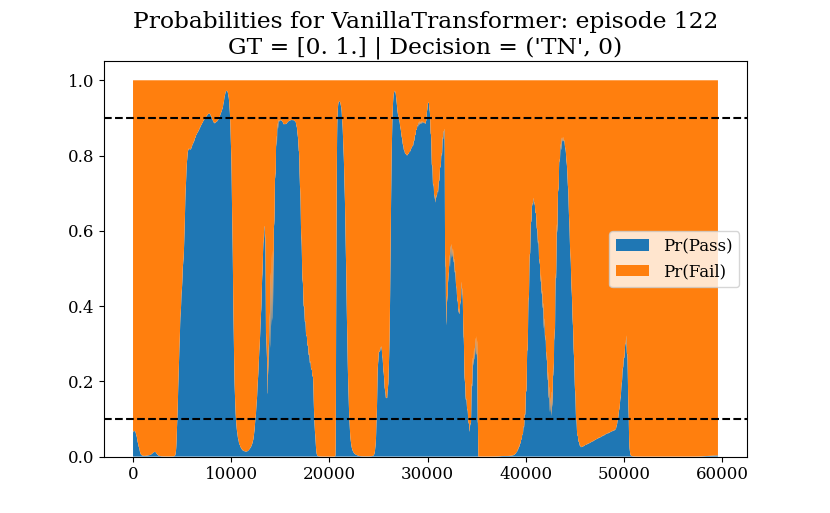 Probabilities for VanillaTransformer: episode 122
GT = [0. 1.] | Decision = ('TN', 0)
1.0
0.8
0.6
0.4
0.2
0.0
Pr(Pass)
Pr(Fail)
0 10000 20000 30000 40000 50000 60000